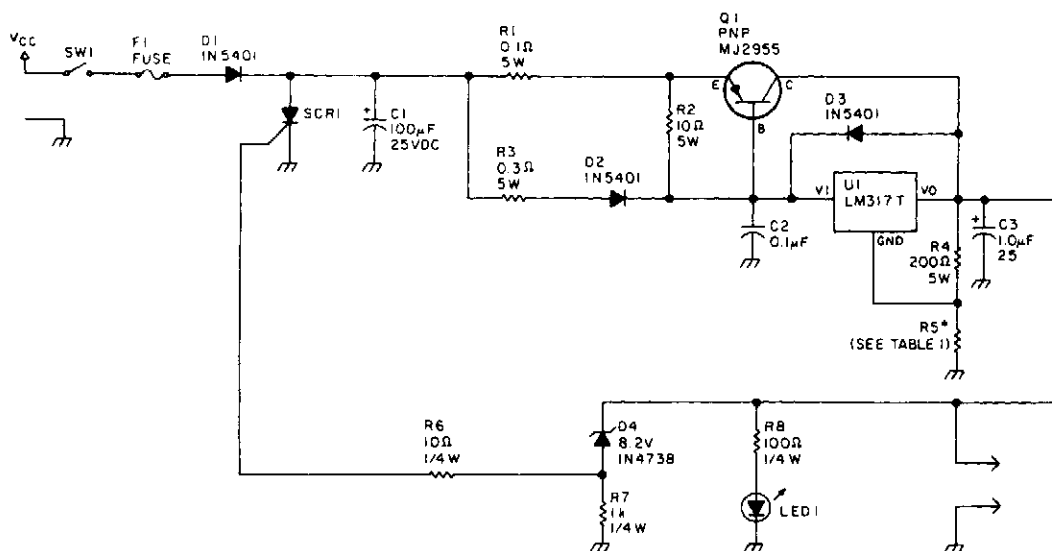 VCC
SW1
F1
FUSE
D1
1N5401
SCR1
+
C1
100µF
25VDC
R1
0.1Ω
5W
R3
0.3Ω
5W
D2
1N5401
R2
10Ω
5W
Q1
PNP
MJ2955
E
C
B
C2
0.1µF
D3
1N5401
VI
U1
LM317T
VO
GND
+
C3
1.0µF
25
R4
200Ω
5W
R5*
(SEE TABLE 1)
R6
10Ω
1/4W
D4
8.2V
1N4738
R7
1k
1/4W
R8
100Ω
1/4W
LED1